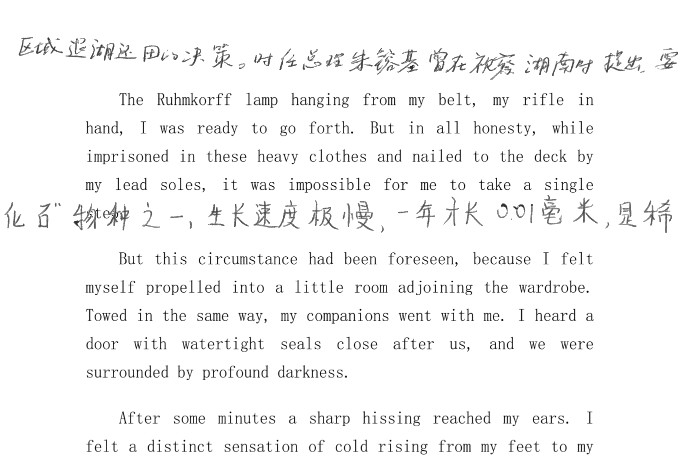 区域退湖还田的决策。时任总理朱镕基曾在视察湖南时提出，要
The Ruhmkorff lamp hanging from my belt, my rifle in
hand, I was ready to go forth. But in all honesty, while
imprisoned in these heavy clothes and nailed to the deck by
my lead soles, it was impossible for me to take a single
step.
化石"物种之一，生长速度极慢，一年才长0.01毫米，是稀
But this circumstance had been foreseen, because I felt
myself propelled into a little room adjoining the wardrobe.
Towed in the same way, my companions went with me. I heard a
door with watertight seals close after us, and we were
surrounded by profound darkness.
After some minutes a sharp hissing reached my ears. I
felt a distinct sensation of cold rising from my feet to my